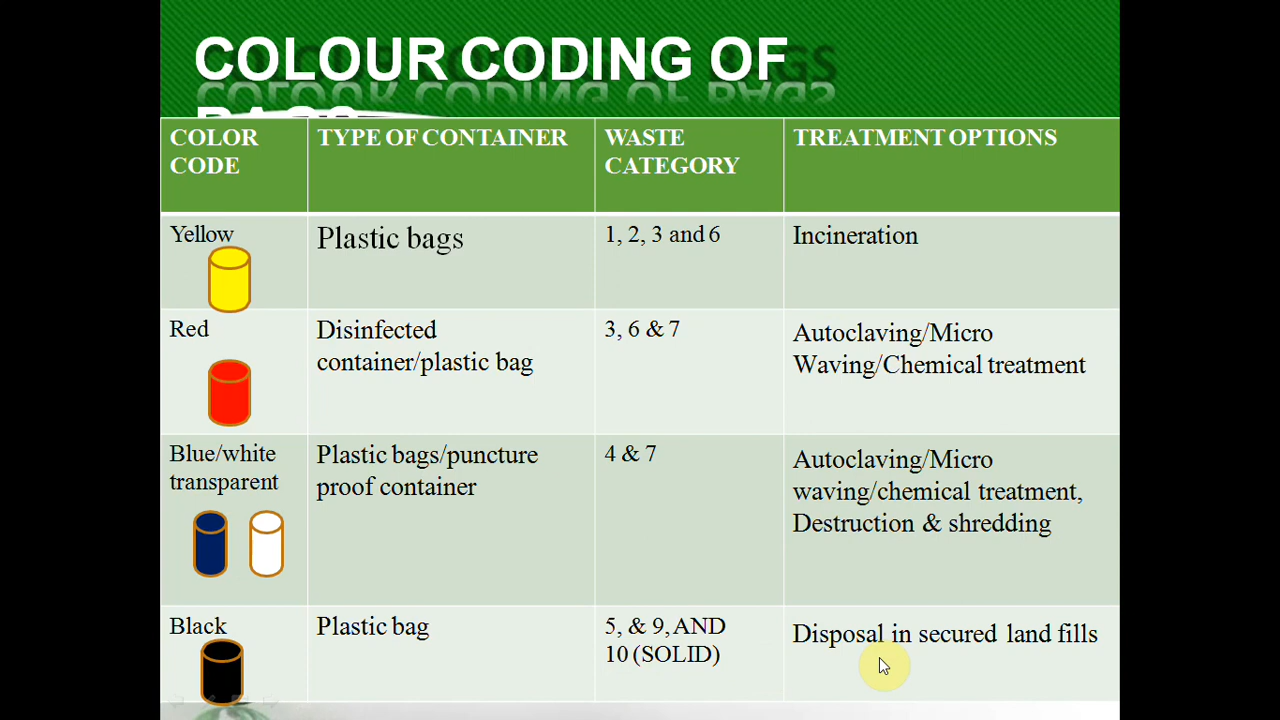 COLOUR CODING OF
BAGS
COLOR
CODE
TYPE OF CONTAINER
WASTE
CATEGORY
TREATMENT OPTIONS
Yellow
Plastic bags
1, 2, 3 and 6
Incineration
Red
Disinfected
container/plastic bag
3, 6 & 7
Autoclaving/Micro
Waving/Chemical treatment
Blue/white
transparent
Plastic bags/puncture
proof container
4 & 7
Autoclaving/Micro
waving/chemical treatment,
Destruction & shredding
Black
Plastic bag
5, & 9, AND
10 (SOLID)
Disposal in secured land fills